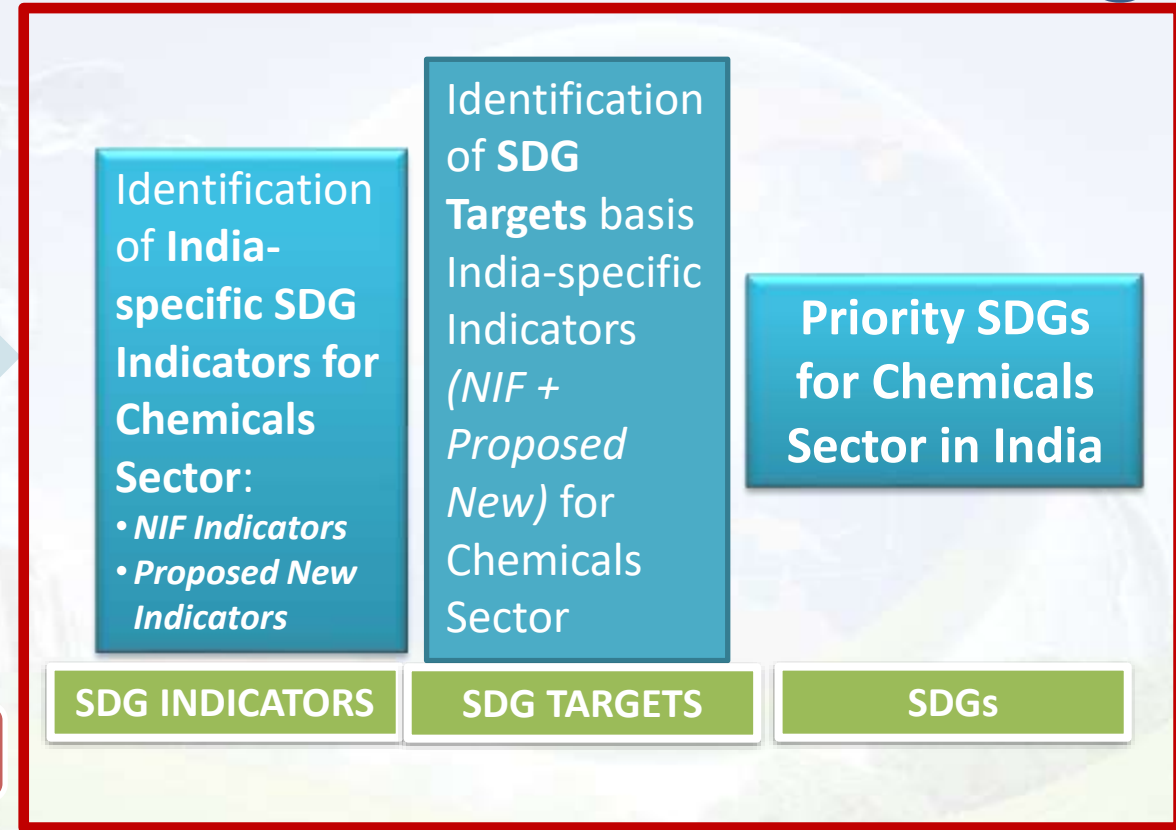 Identification
of India-
specific SDG
Indicators for
Chemicals
Sector:
• NIF Indicators
• Proposed New
Indicators
SDG INDICATORS
Identification
of SDG
Targets basis
India-specific
Indicators
(NIF +
Proposed
New) for
Chemicals
Sector
SDG TARGETS
Priority SDGs
for Chemicals
Sector in India
SDGs